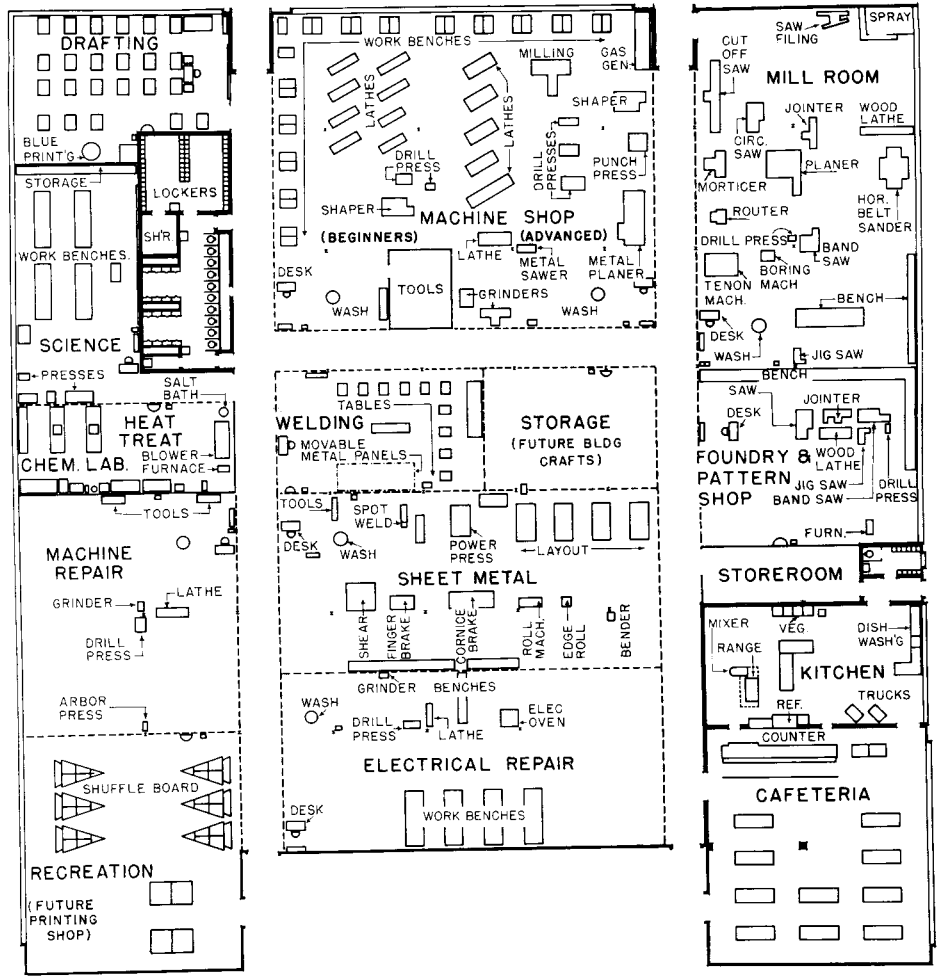 DRAFTING
BLUE
PRINT'G
STORAGE
LOCKERS
SH'R.
WORK BENCHES.
SCIENCE
PRESSES
SALT
BATH
HEAT
TREAT
CHEM. LAB.
BLOWER
FURNACE
TOOLS
MACHINE
REPAIR
GRINDER
LATHE
DRILL
PRESS
ARBOR
PRESS
SHUFFLE BOARD
RECREATION
(FUTURE
PRINTING
SHOP)
WORK BENCHES
MILLING
GAS
GEN
LATHES
LATHES
SHAPER
DRILL
PRESS
DRILL
PRESSES
PUNCH
PRESS
SHAPER
MACHINE SHOP
(BEGINNERS)
(ADVANCED)
LATHE
METAL
SAWER
METAL
PLANER
DESK
WASH
TOOLS
GRINDERS
WASH
TABLES
WELDING
MOVABLE
METAL PANELS
STORAGE
(FUTURE BLDG
CRAFTS)
TOOLS
SPOT
WELD
DESK
WASH
POWER
PRESS
LAYOUT
SHEET METAL
SHEAR
FINGER
BRAKE
CORNICE
BRAKE
ROLL
MACH.
EDGE
ROLL
BENDER
GRINDER
BENCHES
WASH
DRILL
PRESS
LATHE
ELEC
OVEN
ELECTRICAL REPAIR
DESK
WORK BENCHES
SAW
FILING
SPRAY
CUT
OFF
SAW
MILL ROOM
JOINTER
WOOD
LATHE
CIRC.
SAW
PLANER
MORTICER
HOR.
BELT
SANDER
ROUTER
DRILL PRESS
BAND
SAW
BORING
MACH
TENON
MACH.
BENCH
DESK
WASH
JIG SAW
BENCH
SAW
DESK
JOINTER
WOOD
LATHE
FOUNDRY &
PATTERN
SHOP
JIG SAW
BAND SAW
DRILL
PRESS
FURN.
STOREROOM
MIXER
VEG.
DISH
WASH'G
RANGE
KITCHEN
REF.
TRUCKS
COUNTER
CAFETERIA